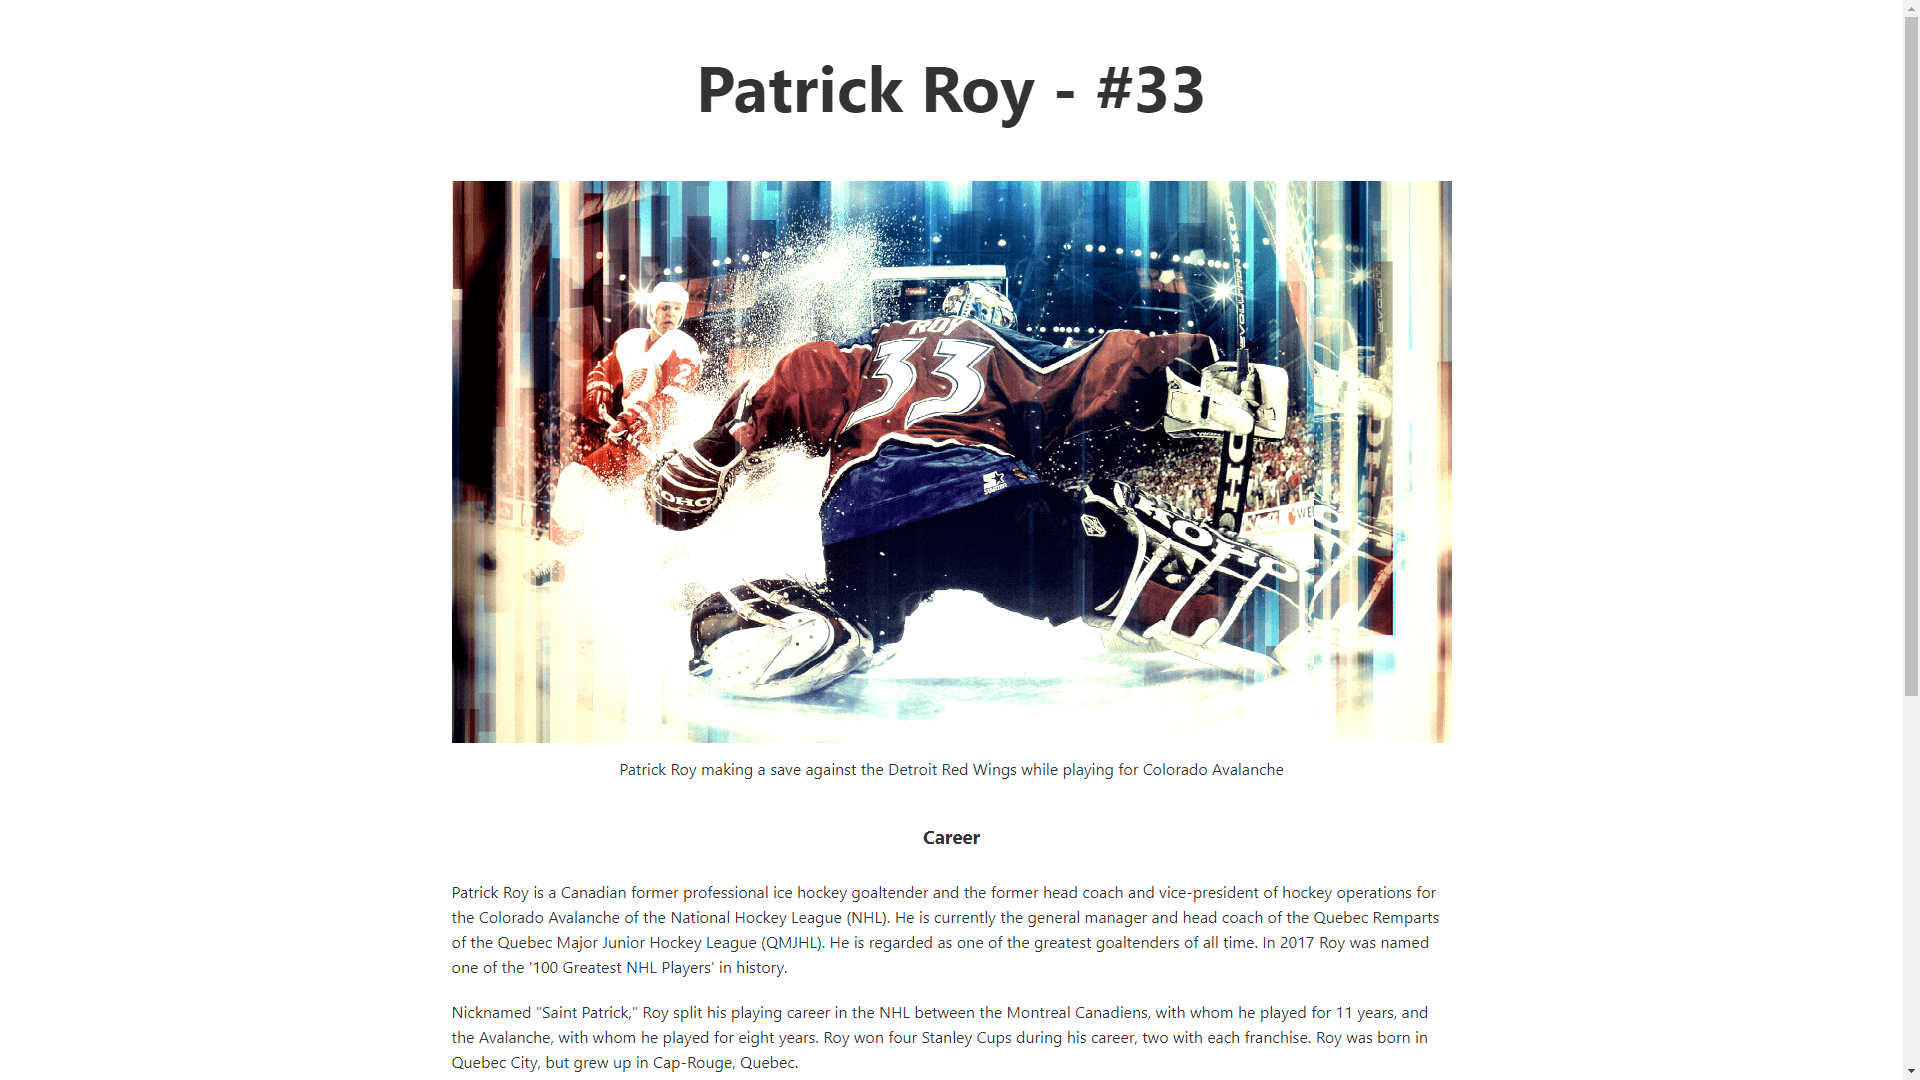 Patrick Roy - #33
ROY
33
2
EVOLUTION
KOHO
STARTER
KOHO
KOHO
WE
Patrick Roy making a save against the Detroit Red Wings while playing for Colorado Avalanche
Career
Patrick Roy is a Canadian former professional ice hockey goaltender and the former head coach and vice-president of hockey operations for
the Colorado Avalanche of the National Hockey League (NHL). He is currently the general manager and head coach of the Quebec Remparts
of the Quebec Major Junior Hockey League (QMJHL). He is regarded as one of the greatest goaltenders of all time. In 2017 Roy was named
one of the '100 Greatest NHL Players' in history.
Nicknamed "Saint Patrick," Roy split his playing career in the NHL between the Montreal Canadiens, with whom he played for 11 years, and
the Avalanche, with whom he played for eight years. Roy won four Stanley Cups during his career, two with each franchise. Roy was born in
Quebec City, but grew up in Cap-Rouge, Quebec.